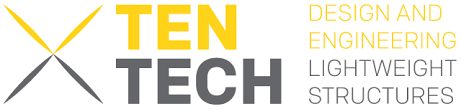 TEN
TECH
DESIGN AND
ENGINEERING
LIGHTWEIGHT
STRUCTURES